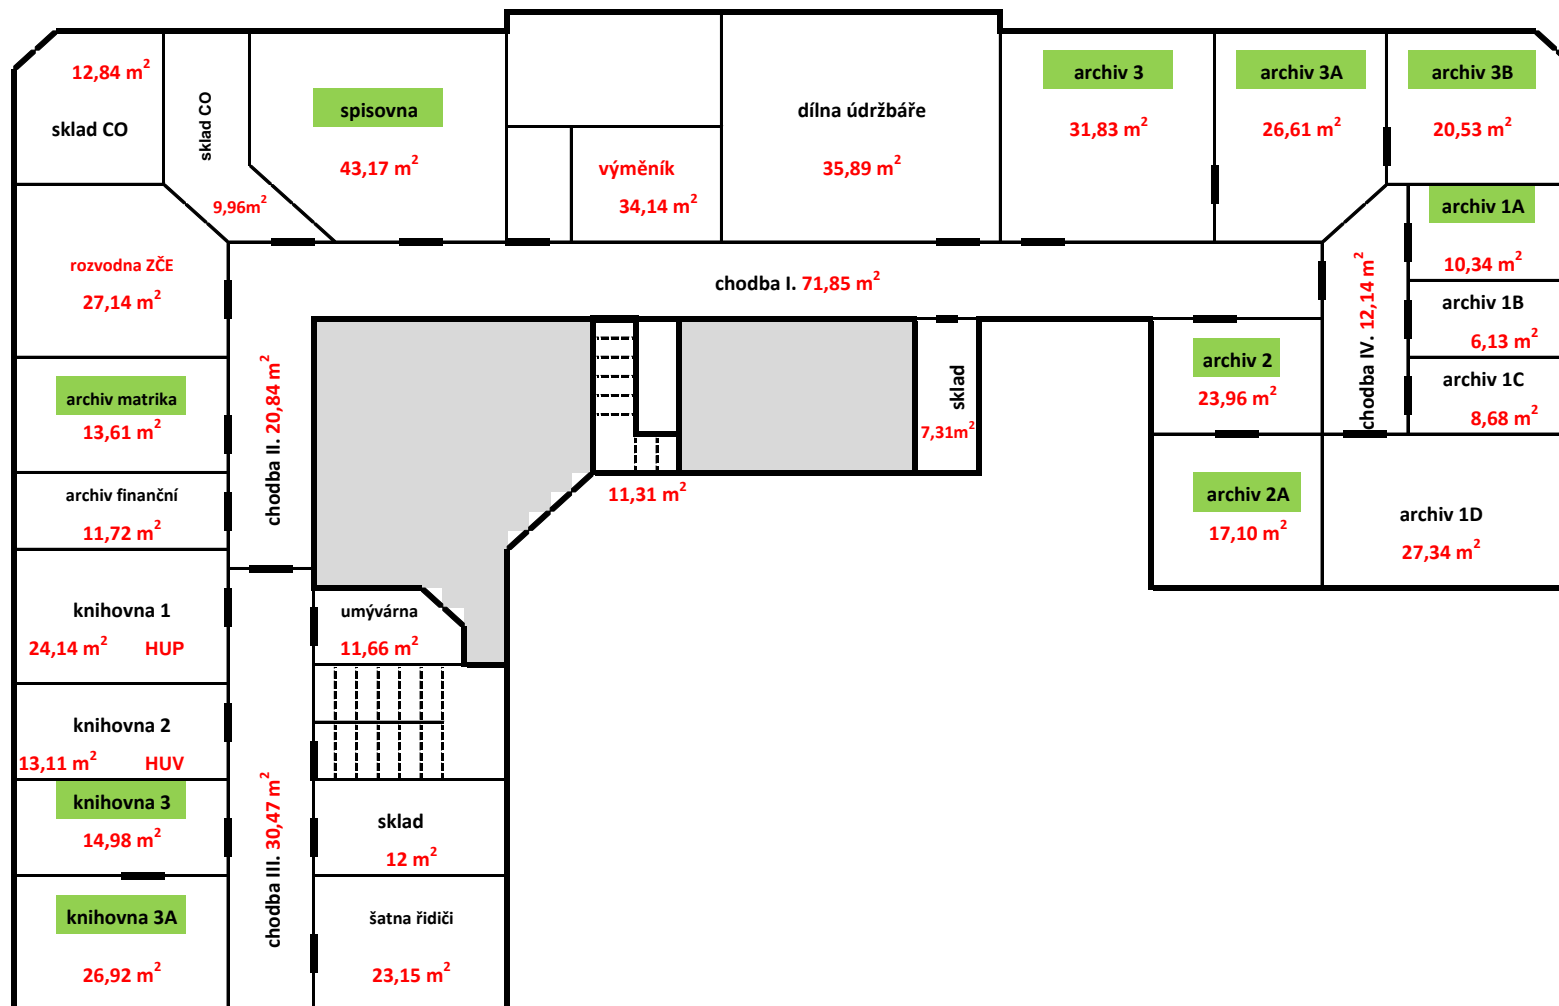 12,84 m²
sklad CO
sklad CO
9,96m²
spisovna
43,17 m²
výměník
34,14 m²
dílna údržbáře
35,89 m²
archiv 3
31,83 m²
archiv 3A
26,61 m²
archiv 3B
20,53 m²
archiv 1A
10,34 m²
archiv 1B
6,13 m²
archiv 1C
8,68 m²
rozvodna ZČE
27,14 m²
chodba I. 71,85 m²
chodba IV. 12,14 m²
archiv 2
23,96 m²
sklad
7,31m²
archiv matrika
13,61 m²
chodba II. 20,84 m²
archiv finanční
11,72 m²
11,31 m²
archiv 2A
17,10 m²
archiv 1D
27,34 m²
knihovna 1
24,14 m² HUP
umývárna
11,66 m²
knihovna 2
13,11 m² HUV
knihovna 3
14,98 m²
chodba III. 30,47 m²
sklad
12 m²
knihovna 3A
26,92 m²
šatna řidiči
23,15 m²